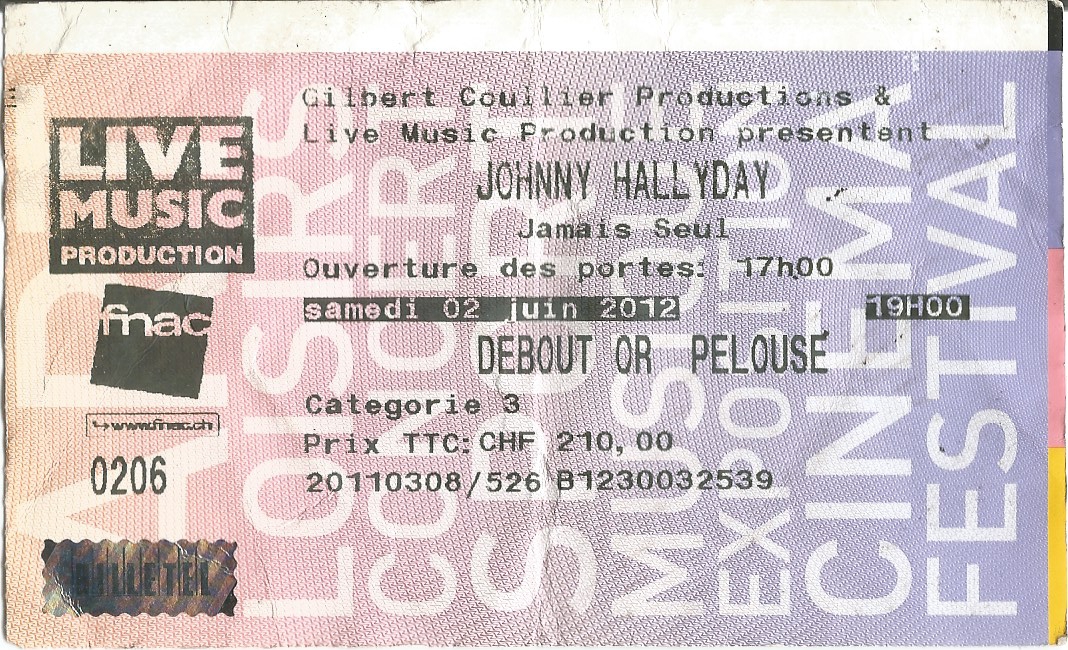 Gilbert Coullier Productions &
Live Music Production presentent
JOHNNY HALLYDAY
Jamais Seul
Ouverture des portes: 17h00
samedi 02 juin 2012 19H00
DEBOUT OR PELOUSE
Categorie 3
Prix TTC: CHF 210,00
20110308/526 B1230032539
LIVE
MUSIC
PRODUCTION
fnac
www.fnac.ch
0206
BILLETEL
LOISIRS
CONCERT
MUSIQUE
EXPOSITION
CINEMA
FESTIVAL